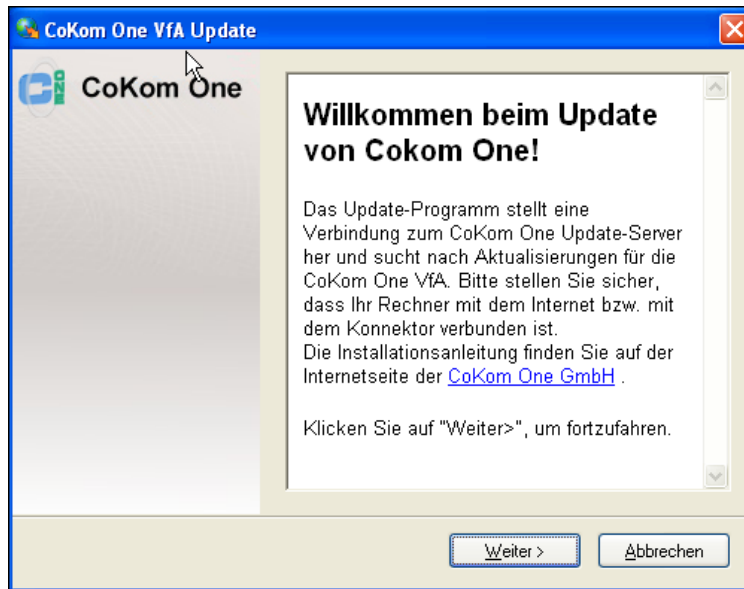 CoKom One VfA Update
CoKom One
Willkommen beim Update
von Cokom One!
Das Update-Programm stellt eine
Verbindung zum CoKom One Update-Server
her und sucht nach Aktualisierungen für die
CoKom One VfA. Bitte stellen Sie sicher,
dass Ihr Rechner mit dem Internet bzw. mit
dem Konnektor verbunden ist.
Die Installationsanleitung finden Sie auf der
Internetseite der CoKom One GmbH .
Klicken Sie auf "Weiter>", um fortzufahren.
Weiter >
Abbrechen